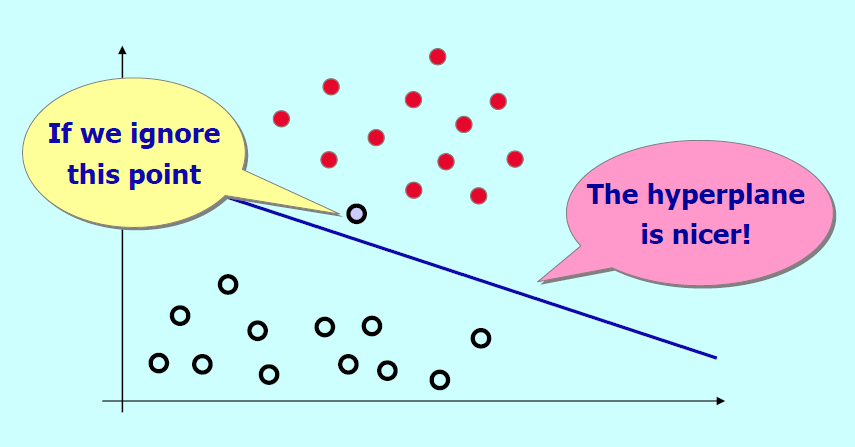 If we ignore
this point
The hyperplane
is nicer!